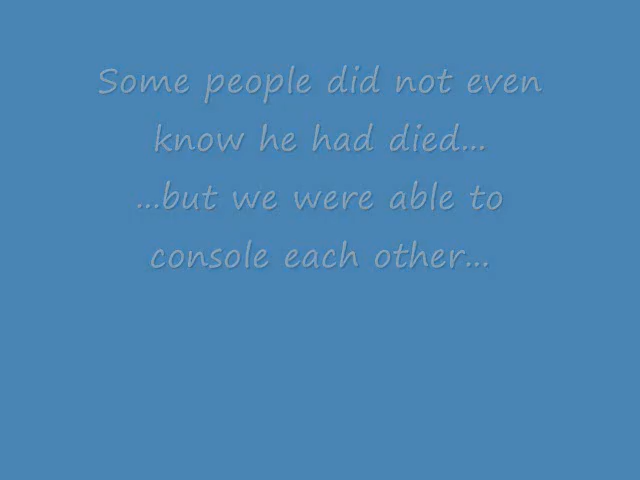 Some people did not even
know he had died...
...but we were able to
console each other...